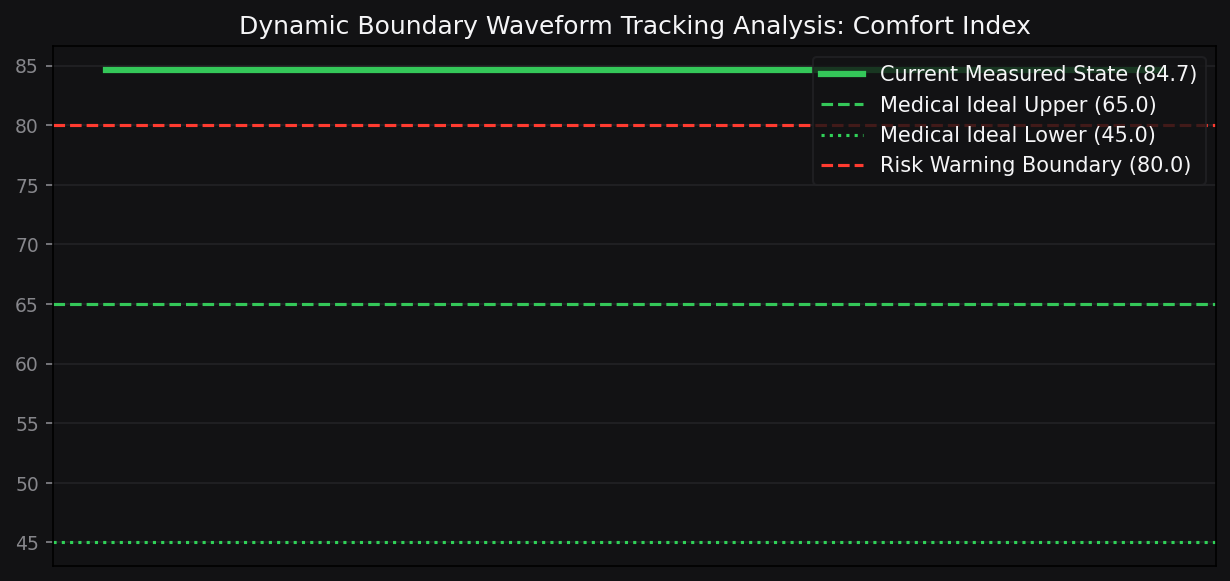 Dynamic Boundary Waveform Tracking Analysis: Comfort Index
85
80
75
70
65
60
55
50
45
Current Measured State (84.7)
Medical Ideal Upper (65.0)
Medical Ideal Lower (45.0)
Risk Warning Boundary (80.0)